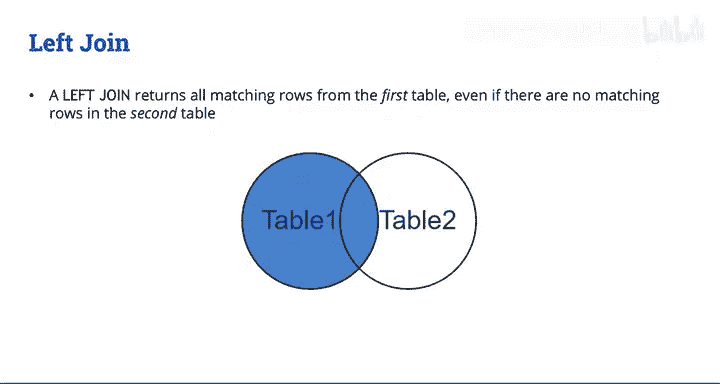 Left Join
• A LEFT JOIN returns all matching rows from the first table, even if there are no matching
rows in the second table
Table1 Table2
bilibili